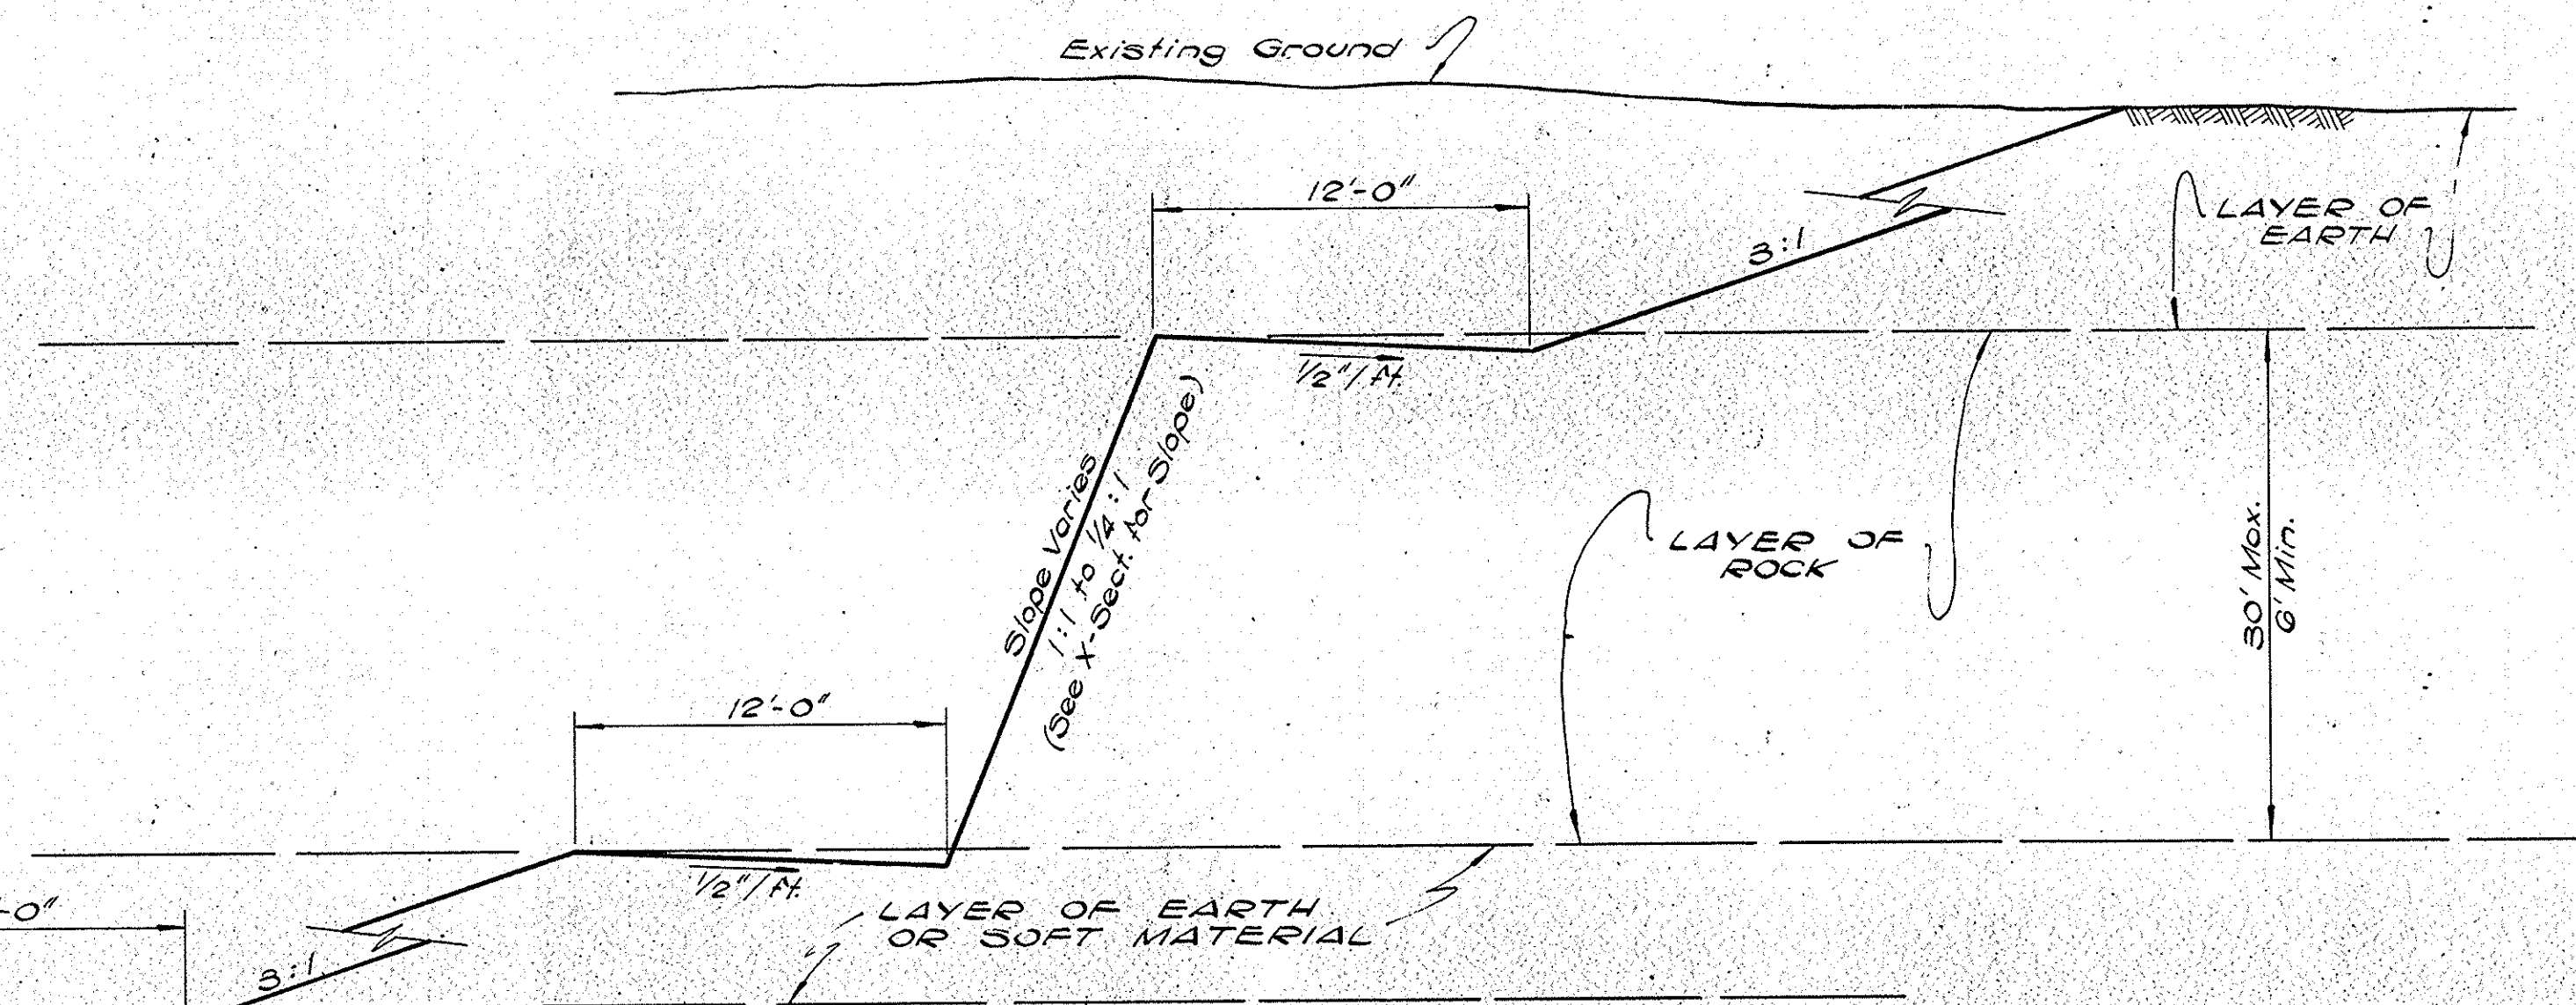 Existing Ground
12'-0"
3:1
LAYER OF
EARTH
1/2"/ft.
Slope Varies
1:1 to 1/4:1
(See X-Sect. for Slope)
LAYER OF
ROCK
30' Max.
6' Min.
12'-0"
1/2"/ft.
-0"
LAYER OF EARTH
OR SOFT MATERIAL
3:1